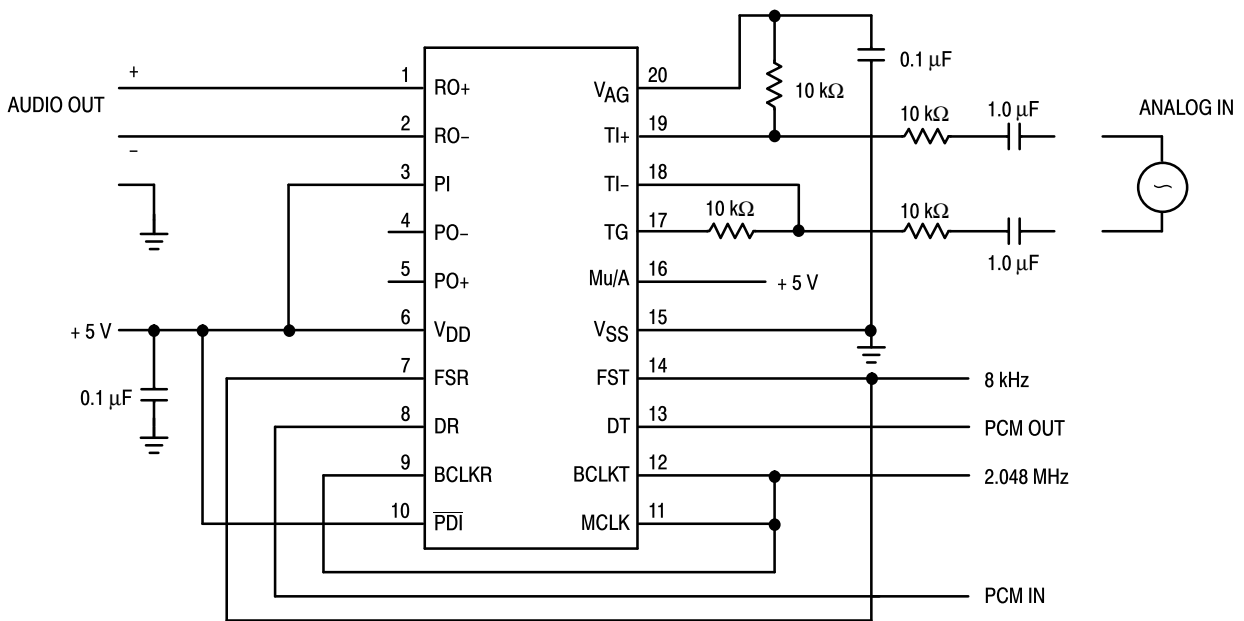 AUDIO OUT
+
−
+ 5 V
0.1 μF
1 RO+
2 RO−
3 PI
4 PO−
5 PO+
6 VDD
7 FSR
8 DR
9 BCLKR
10 PDI
VAG 20
TI+ 19
TI− 18
TG 17
Mu/A 16
VSS 15
FST 14
DT 13
BCLKT 12
MCLK 11
10 kΩ
0.1 μF
10 kΩ
1.0 μF
ANALOG IN
10 kΩ
10 kΩ
1.0 μF
+ 5 V
8 kHz
PCM OUT
2.048 MHz
PCM IN